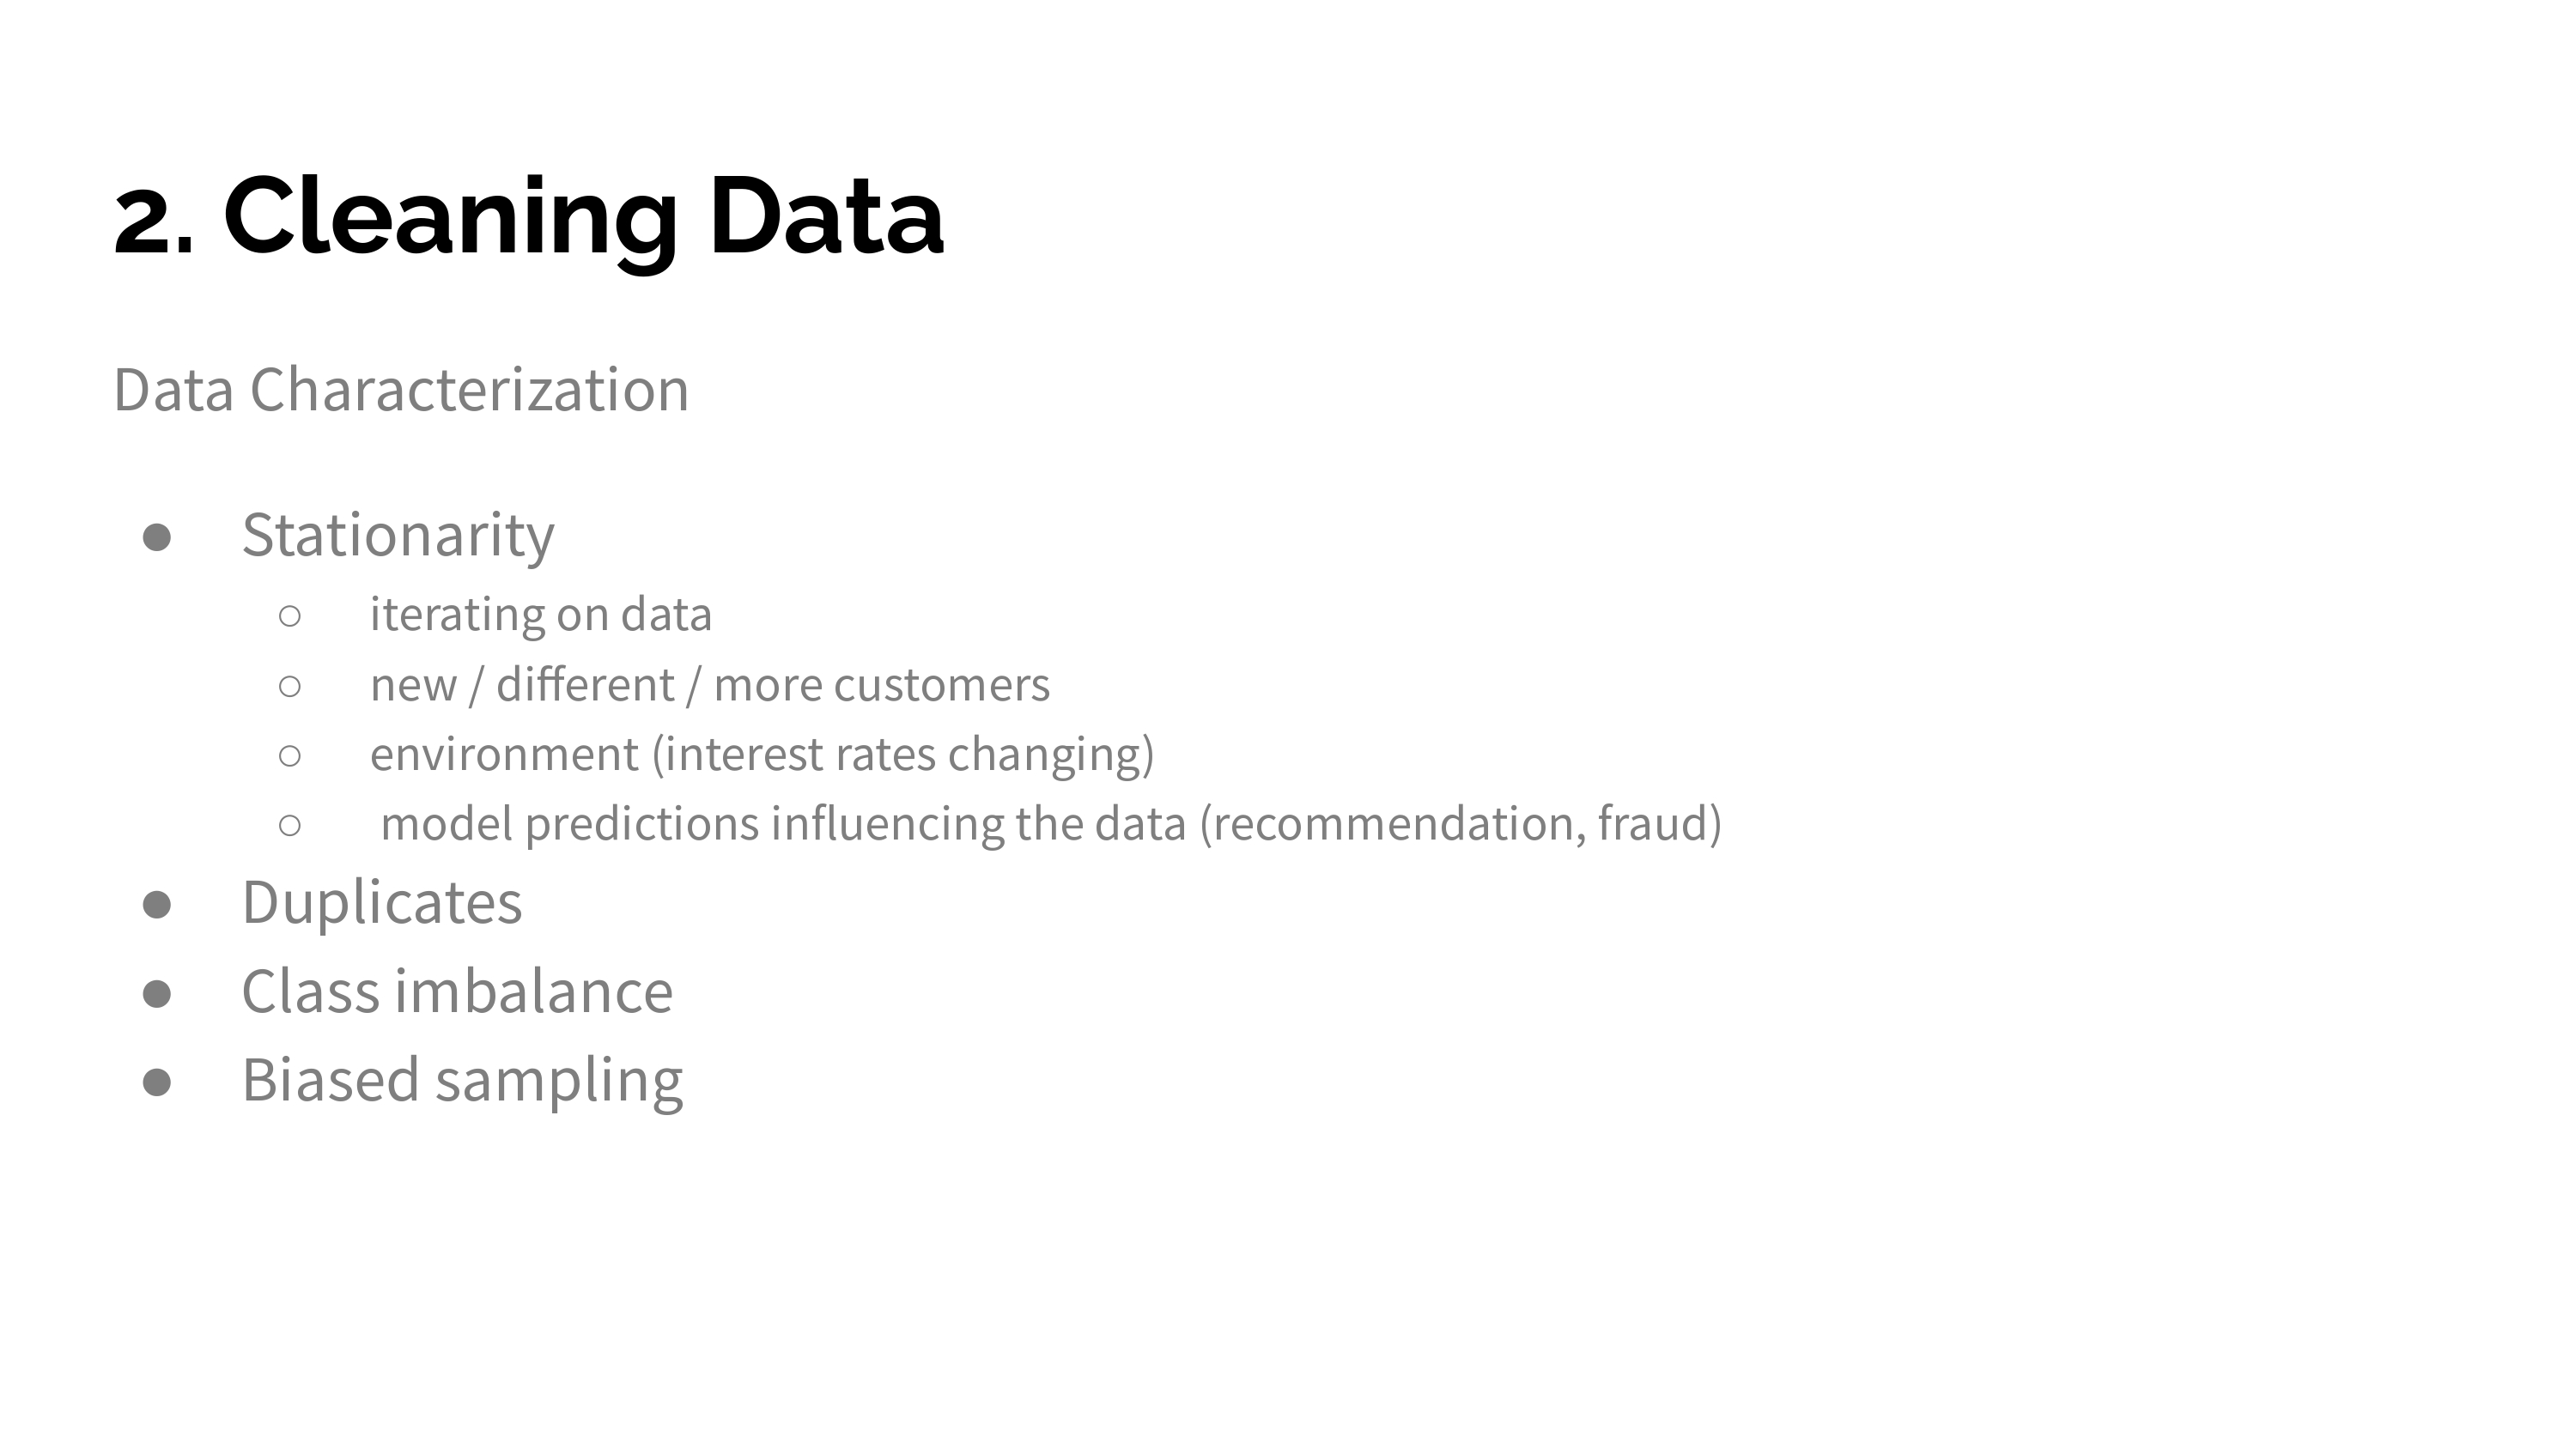 2. Cleaning Data
Data Characterization
● Stationarity
○ iterating on data
○ new / different / more customers
○ environment (interest rates changing)
○ model predictions influencing the data (recommendation, fraud)
● Duplicates
● Class imbalance
● Biased sampling